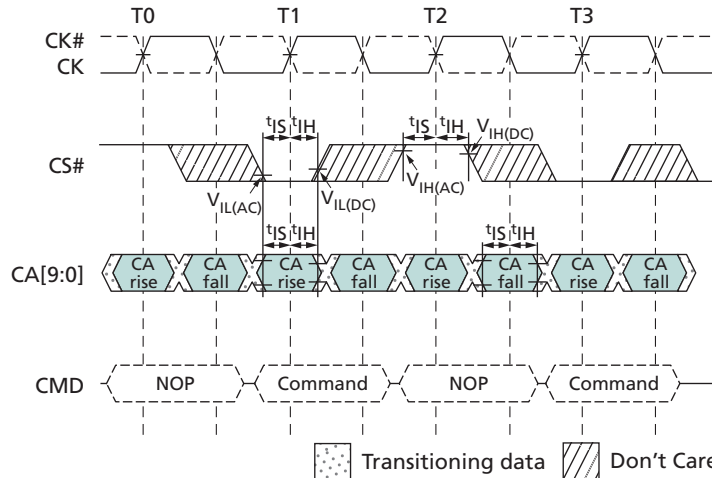 T0 T1 T2 T3
CK#
CK
tIS tIH tIS tIH
VIH(DC)
CS#
VIL(AC) VIL(DC) VIH(AC)
tIS tIH tIS tIH
CA[9:0] CA rise CA fall CA rise CA fall CA rise CA fall CA rise CA fall
CMD NOP Command NOP Command
Transitioning data Don't Care